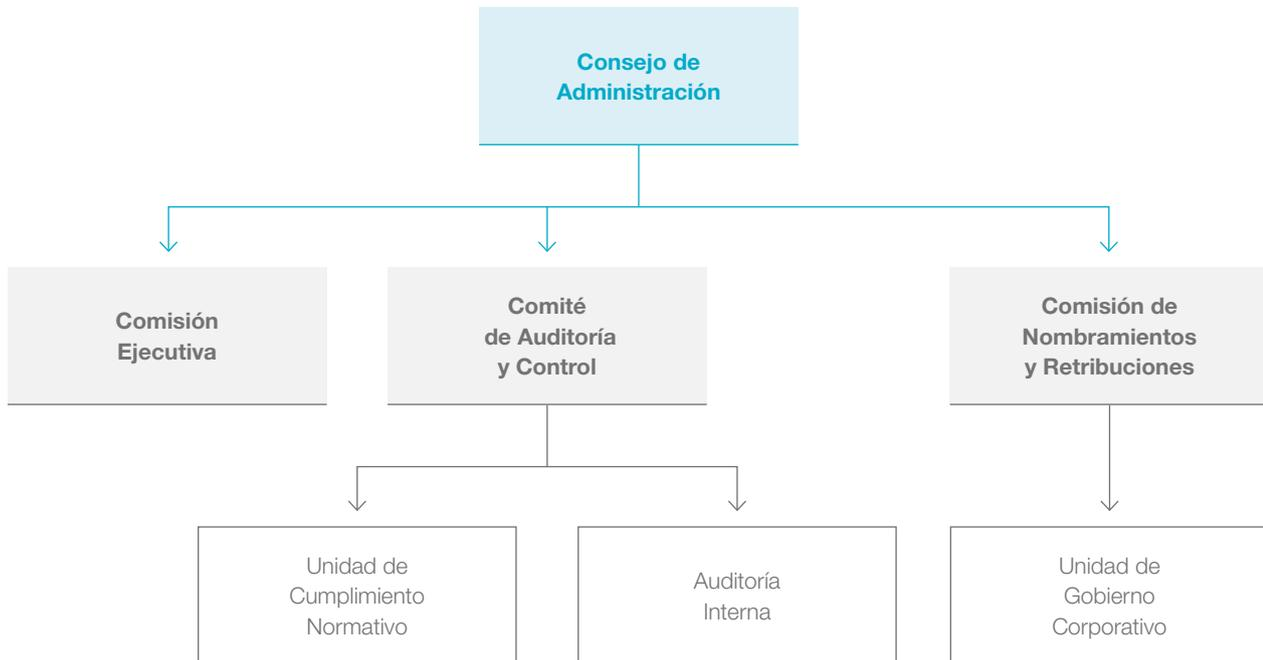 Consejo de
Administración
Comisión
Ejecutiva
Comité
de Auditoría
y Control
Comisión de
Nombramientos
y Retribuciones
Unidad de
Cumplimiento
Normativo
Auditoría
Interna
Unidad de
Gobierno
Corporativo